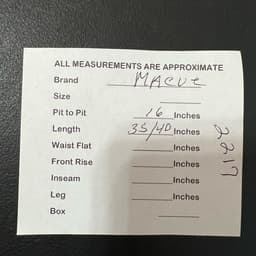 ALL MEASUREMENTS ARE APPROXIMATE
Brand
Size
Pit to Pit 16 Inches
Length 35/40 Inches
Waist Flat Inches
Front Rise Inches
Inseam Inches
Leg Inches
Box
2217